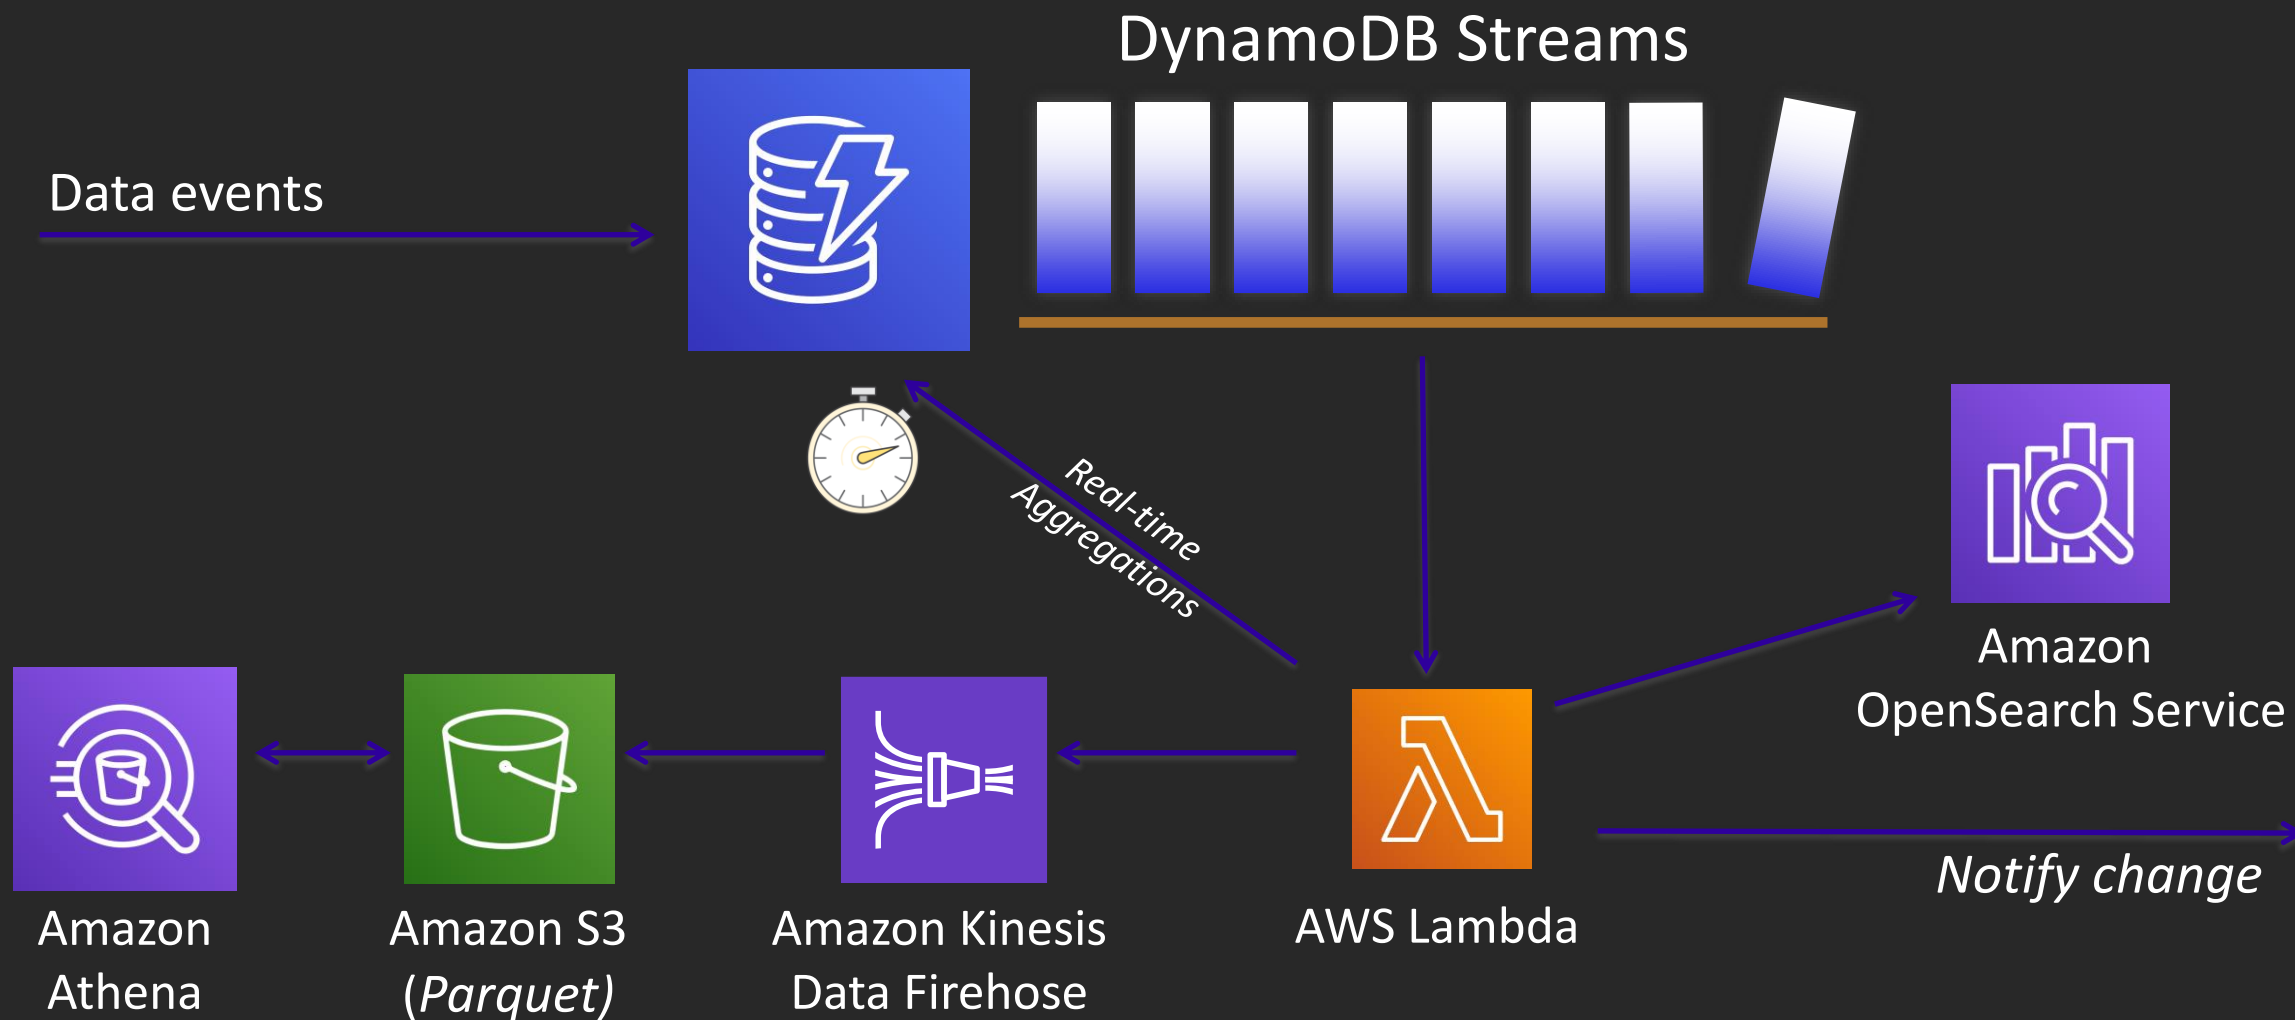 DynamoDB Streams
Data events
Real-time
Aggregations
Amazon
OpenSearch Service
Notify change
Amazon
Athena
Amazon S3
(Parquet)
Amazon Kinesis
Data Firehose
AWS Lambda